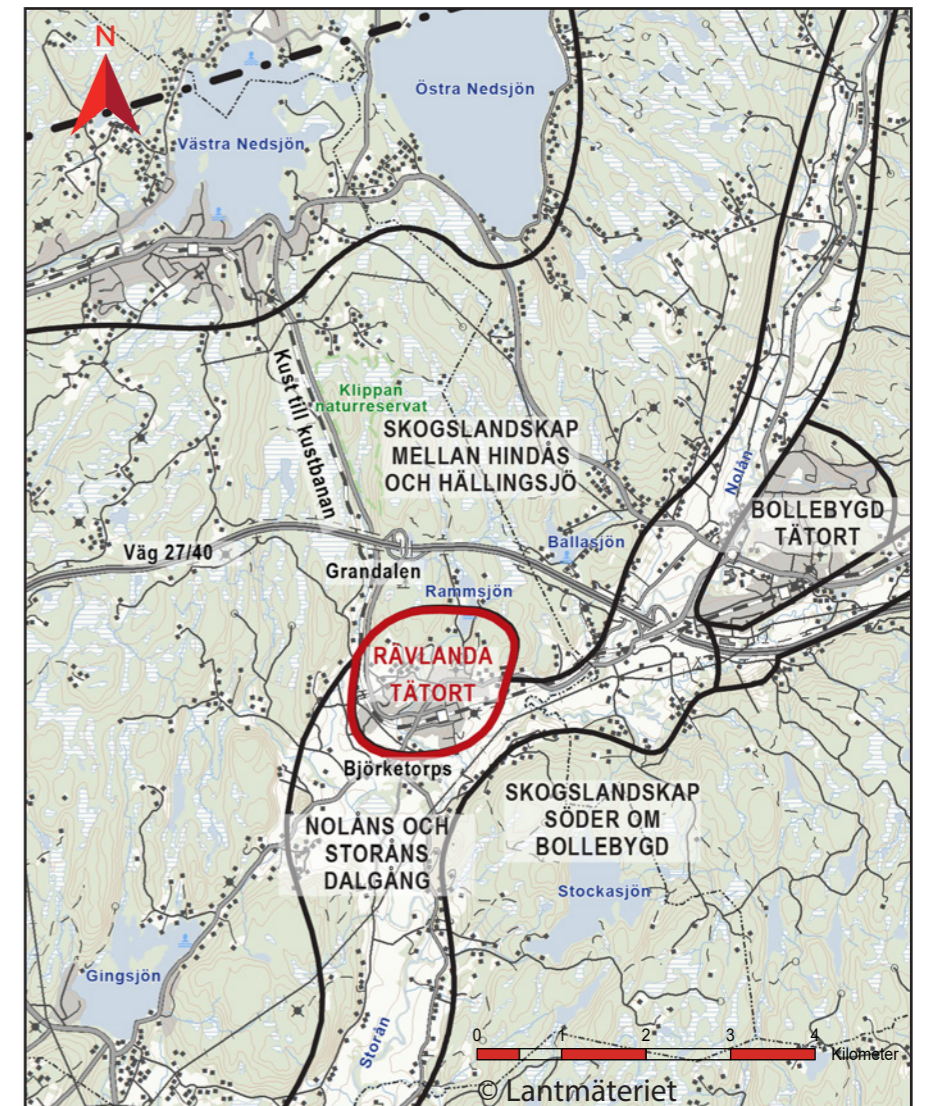 N
Östra Nedsjön
Västra Nedsjön
Kust till kustbanan
Klippan
naturreservat
SKOGSLANDSKAP
MELLAN HINDÅS
OCH HÄLLINGSJÖ
Nolån
BOLLEBYGD
TÄTORT
Väg 27/40
Ballasjön
Grandalen
Rammsjön
RÄVLANDA
TÄTORT
Björketorps
SKOGSLANDSKAP
SÖDER OM
BOLLEBYGD
NOLÅNS OCH
STORÅNS
DALGÅNG
Stockasjön
Gingsjön
Storån
0 1 2 3 4
Kilometer
© Lantmäteriet